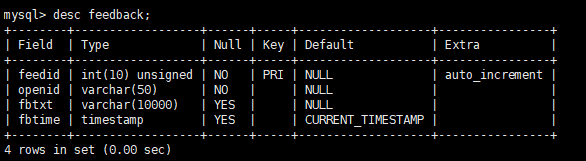 mysql> desc feedback;
+--------+------------------+------+-----+-------------------+----------------+
| Field  | Type             | Null | Key | Default           | Extra          |
+--------+------------------+------+-----+-------------------+----------------+
| feedid | int(10) unsigned | NO   | PRI | NULL              | auto_increment |
| openid | varchar(50)      | NO   |     | NULL              |                |
| fbtxt  | varchar(10000)   | YES  |     | NULL              |                |
| fbtime | timestamp        | YES  |     | CURRENT_TIMESTAMP |                |
+--------+------------------+------+-----+-------------------+----------------+
4 rows in set (0.00 sec)